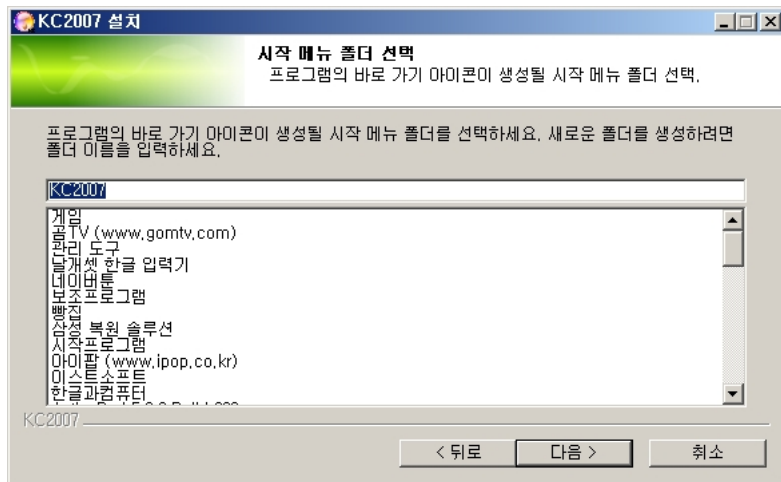 KC2007 설치
시작 메뉴 폴더 선택
프로그램의 바로 가기 아이콘이 생성될 시작 메뉴 폴더 선택.
프로그램의 바로 가기 아이콘이 생성될 시작 메뉴 폴더를 선택하세요. 새로운 폴더를 생성하려면
폴더 이름을 입력하세요.
KC2007
게임
곰TV (www.gomtv.com)
관리 도구
날개셋 한글 입력기
네이버툰
보조프로그램
빵집
삼성 복원 솔루션
시작프로그램
아이팝 (www.ipop.co.kr)
이스트소프트
한글과컴퓨터
KC2007
< 뒤로
다음 >
취소